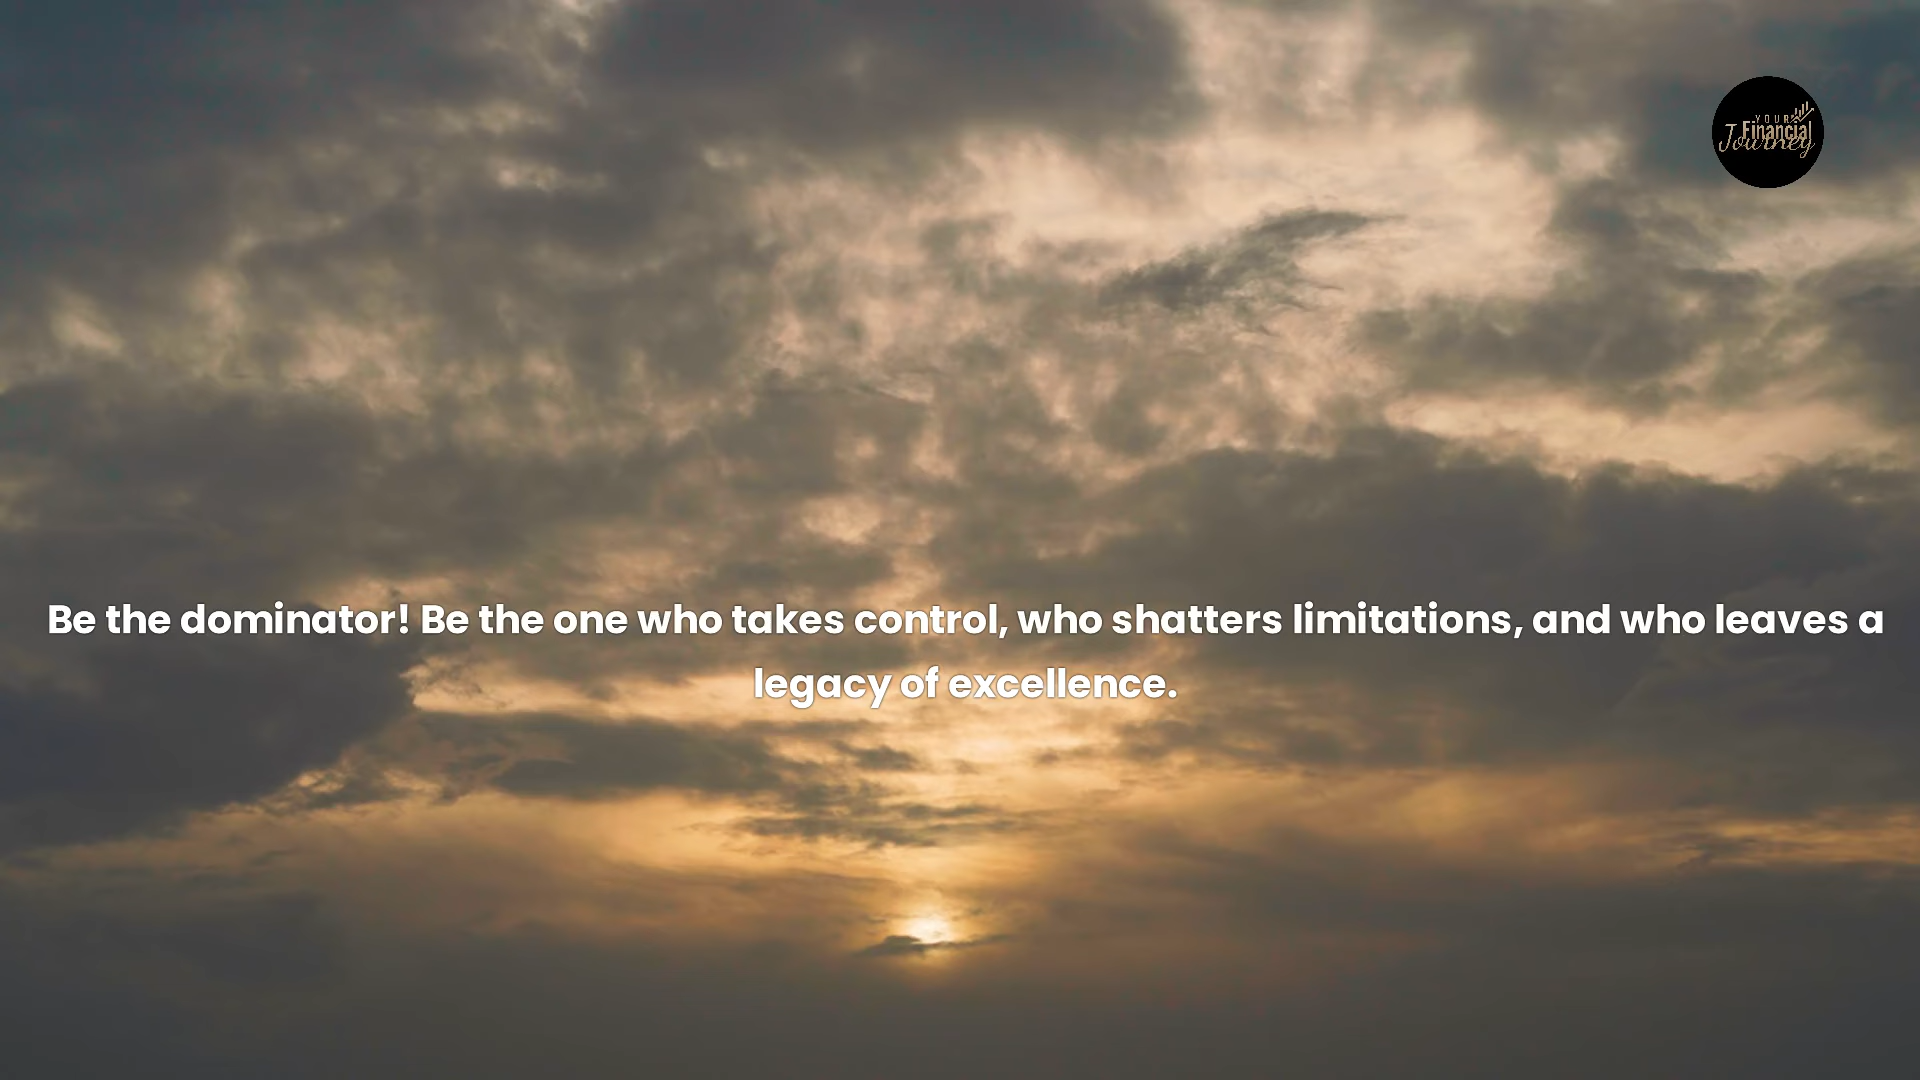 YOUR
Financial
Journey
Be the dominator! Be the one who takes control, who shatters limitations, and who leaves a
legacy of excellence.